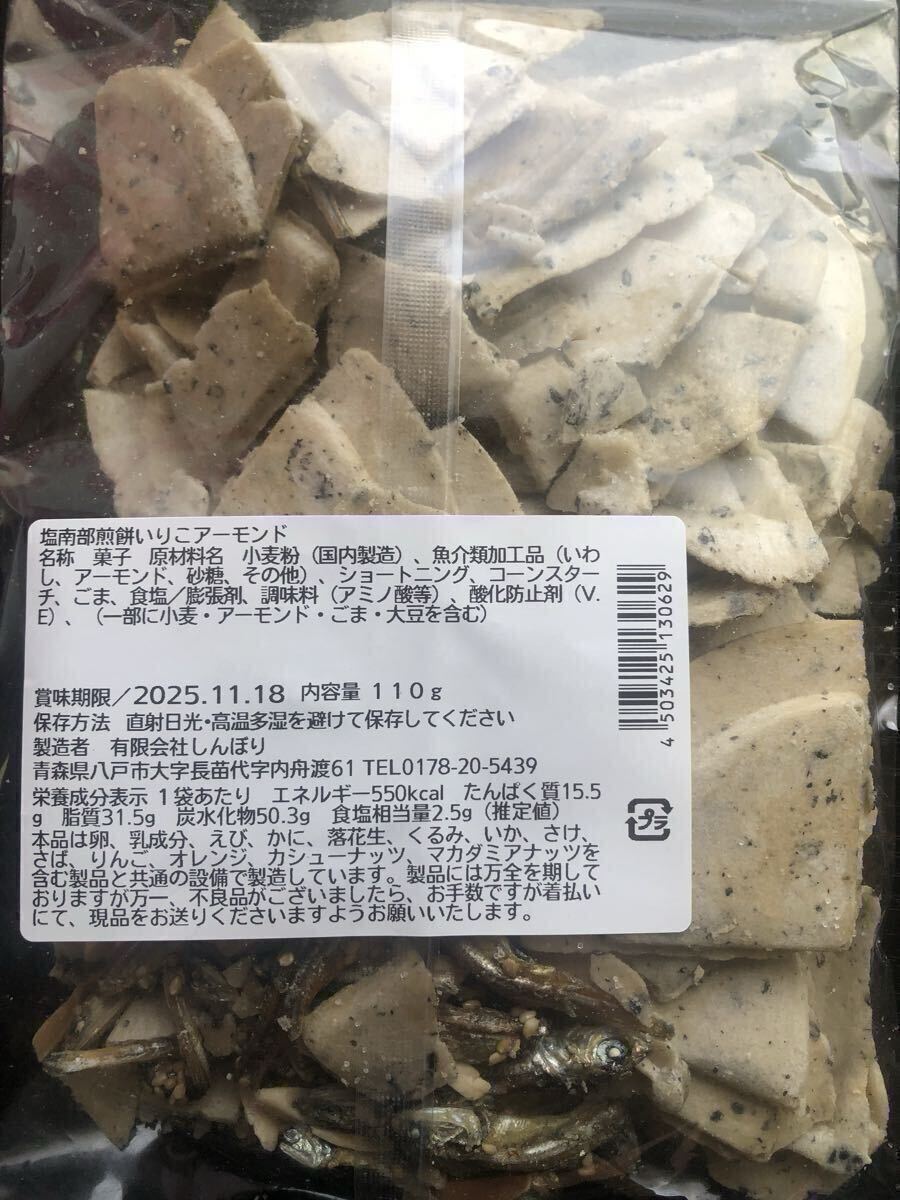 塩南部煎餅いりこアーモンド
名称　菓子　原材料名　小麦粉（国内製造）、魚介類加工品（いわ
し、アーモンド、砂糖、その他）、ショートニング、コーンスター
チ、ごま、食塩／膨張剤、調味料（アミノ酸等）、酸化防止剤（V.
E）、（一部に小麦・アーモンド・ごま・大豆を含む）
賞味期限／2025.11.18　内容量　１１０ｇ
保存方法　直射日光・高温多湿を避けて保存してください
製造者　有限会社しんぼり
青森県八戸市大字長苗代字内舟渡61 TEL0178-20-5439
栄養成分表示　１袋あたり　エネルギー550kcal　たんぱく質15.5
g　脂質31.5g　炭水化物50.3g　食塩相当量2.5g（推定値）
本品は卵、乳成分、えび、かに、落花生、くるみ、いか、さけ、
さば、りんご、オレンジ、カシューナッツ、マカダミアナッツを
含む製品と共通の設備で製造しています。製品には万全を期して
おりますが万一、不良品がございましたら、お手数ですが着払い
にて、現品をお送りくださいますようお願いいたします。
4 503425 130629
プラ